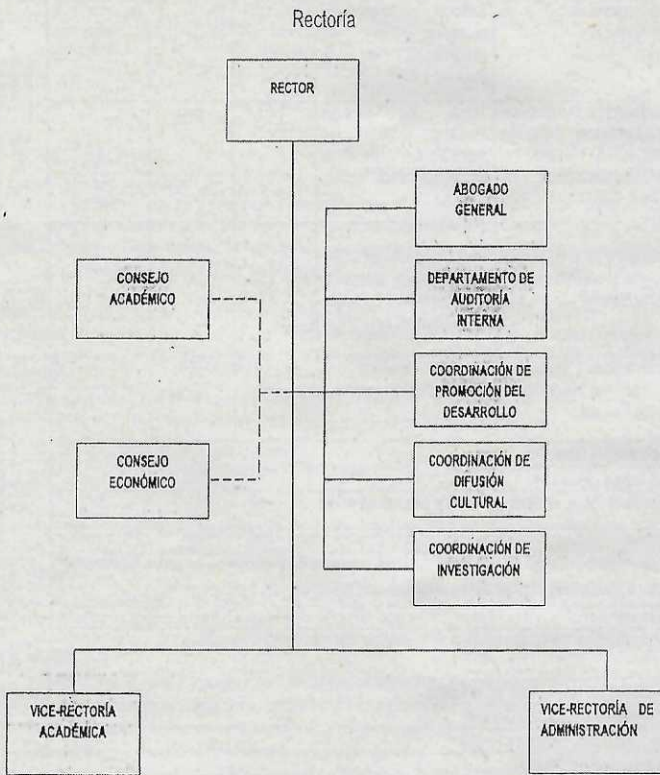 Rectoría
RECTOR
ABOGADO
GENERAL
CONSEJO
ACADÉMICO
DEPARTAMENTO DE
AUDITORÍA
INTERNA
COORDINACIÓN DE
PROMOCIÓN DEL
DESARROLLO
CONSEJO
ECONÓMICO
COORDINACIÓN DE
DIFUSIÓN
CULTURAL
COORDINACIÓN DE
INVESTIGACIÓN
VICE-RECTORÍA
ACADÉMICA
VICE-RECTORÍA DE
ADMINISTRACIÓN